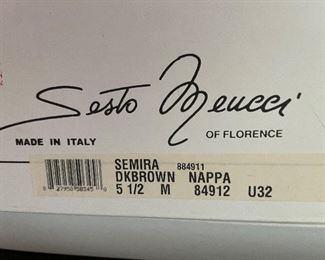 Sesto Meucci
MADE IN ITALY
OF FLORENCE
SEMIRA 884911
DKBROWN NAPPA
5 1/2 M 84912 U32